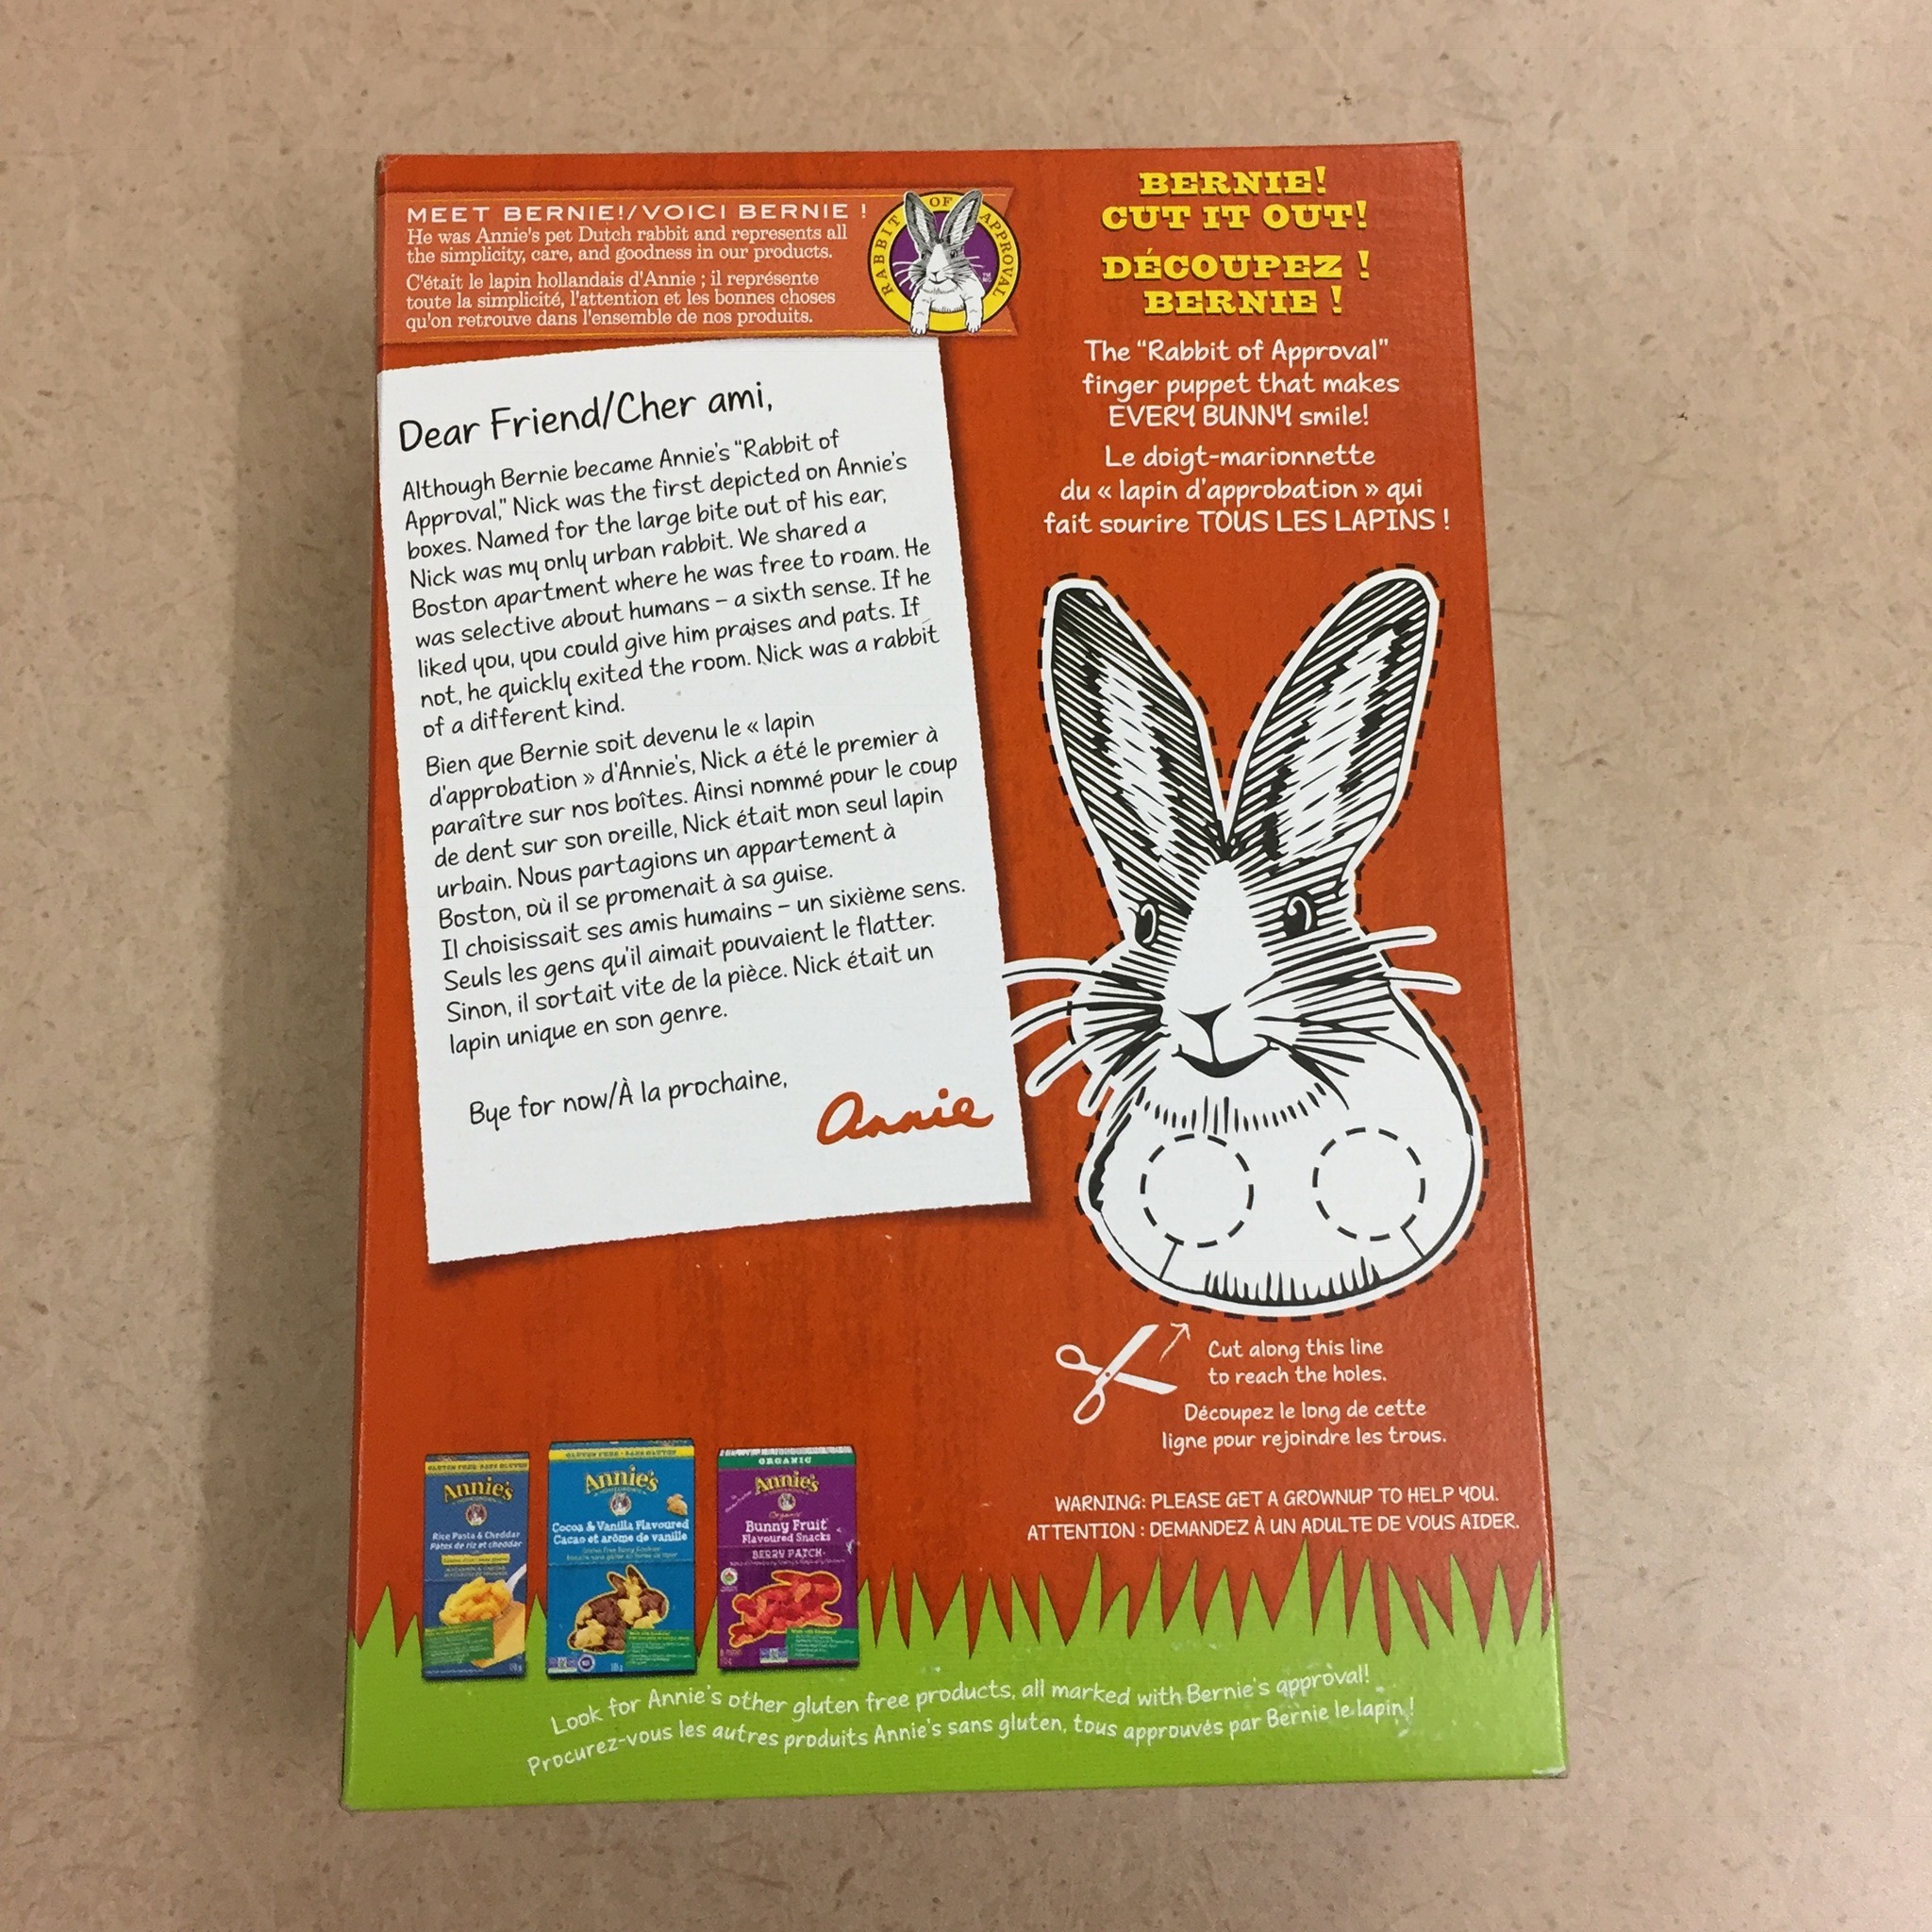 MEET BERNIE!/VOICI BERNIE !
He was Annie's pet Dutch rabbit and represents all
the simplicity, care, and goodness in our products.
C'était le lapin hollandais d'Annie ; il représente
toute la simplicité, l'attention et les bonnes choses
qu'on retrouve dans l'ensemble de nos produits.
RABBIT OF APPROVAL
Dear Friend/Cher ami,
Although Bernie became Annie's "Rabbit of
Approval," Nick was the first depicted on Annie's
boxes. Named for the large bite out of his ear,
Nick was my only urban rabbit. We shared a
Boston apartment where he was free to roam. He
was selective about humans – a sixth sense. If he
liked you, you could give him praises and pats. If
not, he quickly exited the room. Nick was a rabbit
of a different kind.
Bien que Bernie soit devenu le « lapin
d'approbation » d'Annie's, Nick a été le premier à
paraître sur nos boîtes. Ainsi nommé pour le coup
de dent sur son oreille, Nick était mon seul lapin
urbain. Nous partagions un appartement à
Boston, où il se promenait à sa guise.
Il choisissait ses amis humains – un sixième sens.
Seuls les gens qu'il aimait pouvaient le flatter.
Sinon, il sortait vite de la pièce. Nick était un
lapin unique en son genre.
Bye for now/À la prochaine,
Annie
BERNIE!
CUT IT OUT!
DÉCOUPEZ !
BERNIE !
The "Rabbit of Approval"
finger puppet that makes
EVERY BUNNY smile!
Le doigt-marionnette
du « lapin d'approbation » qui
fait sourire TOUS LES LAPINS !
Cut along this line
to reach the holes.
Découpez le long de cette
ligne pour rejoindre les trous.
WARNING: PLEASE GET A GROWNUP TO HELP YOU.
ATTENTION : DEMANDEZ À UN ADULTE DE VOUS AIDER.
GLUTEN FREE · SANS GLUTEN
Annie's
HOMEGROWN
Rice Pasta & Cheddar
Pâtes de riz et cheddar
GLUTEN FREE · SANS GLUTEN
Annie's
HOMEGROWN
Cocoa & Vanilla Flavoured
Cacao et arôme de vanille
ORGANIC
Annie's
HOMEGROWN
Organic
Bunny Fruit
Flavoured Snacks
BERRY PATCH
Look for Annie's other gluten free products, all marked with Bernie's approval!
Procurez-vous les autres produits Annie's sans gluten, tous approuvés par Bernie le lapin !